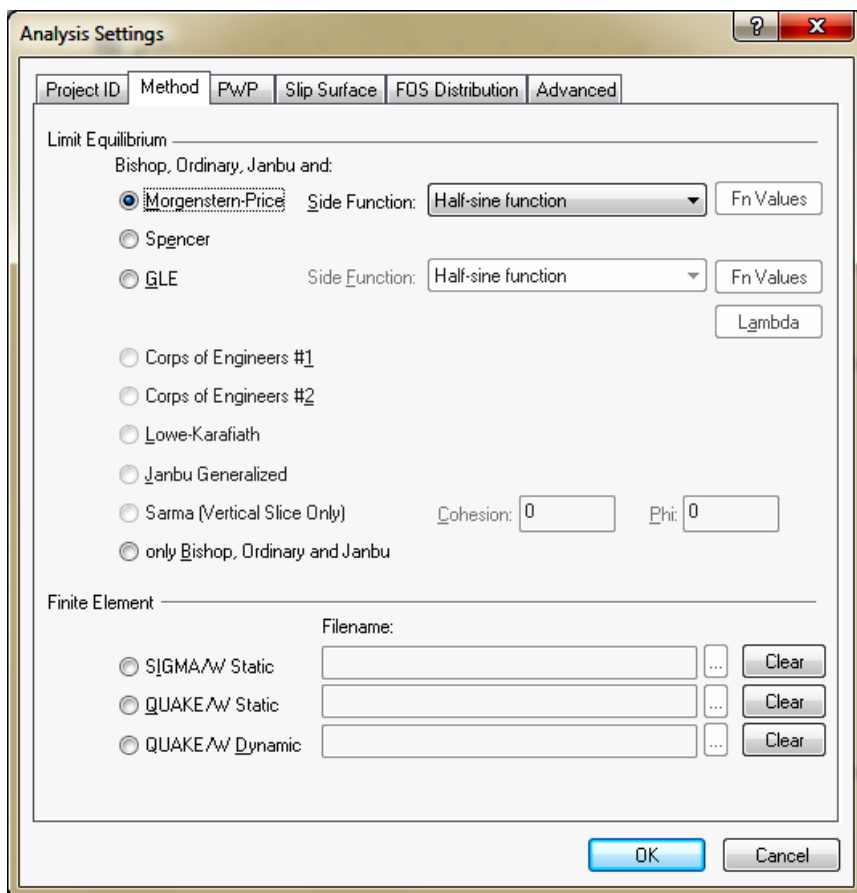 Analysis Settings
Project ID Method PWP Slip Surface FOS Distribution Advanced
Limit Equilibrium
Bishop, Ordinary, Janbu and:
Morgenstern-Price Side Function: Half-sine function Fn Values
Spencer
GLE Side Function: Half-sine function Fn Values
Lambda
Corps of Engineers #1
Corps of Engineers #2
Lowe-Karafiath
Janbu Generalized
Sarma (Vertical Slice Only) Cohesion: 0 Phi: 0
only Bishop, Ordinary and Janbu
Finite Element
Filename:
SIGMA/W Static ... Clear
QUAKE/W Static ... Clear
QUAKE/W Dynamic ... Clear
OK Cancel